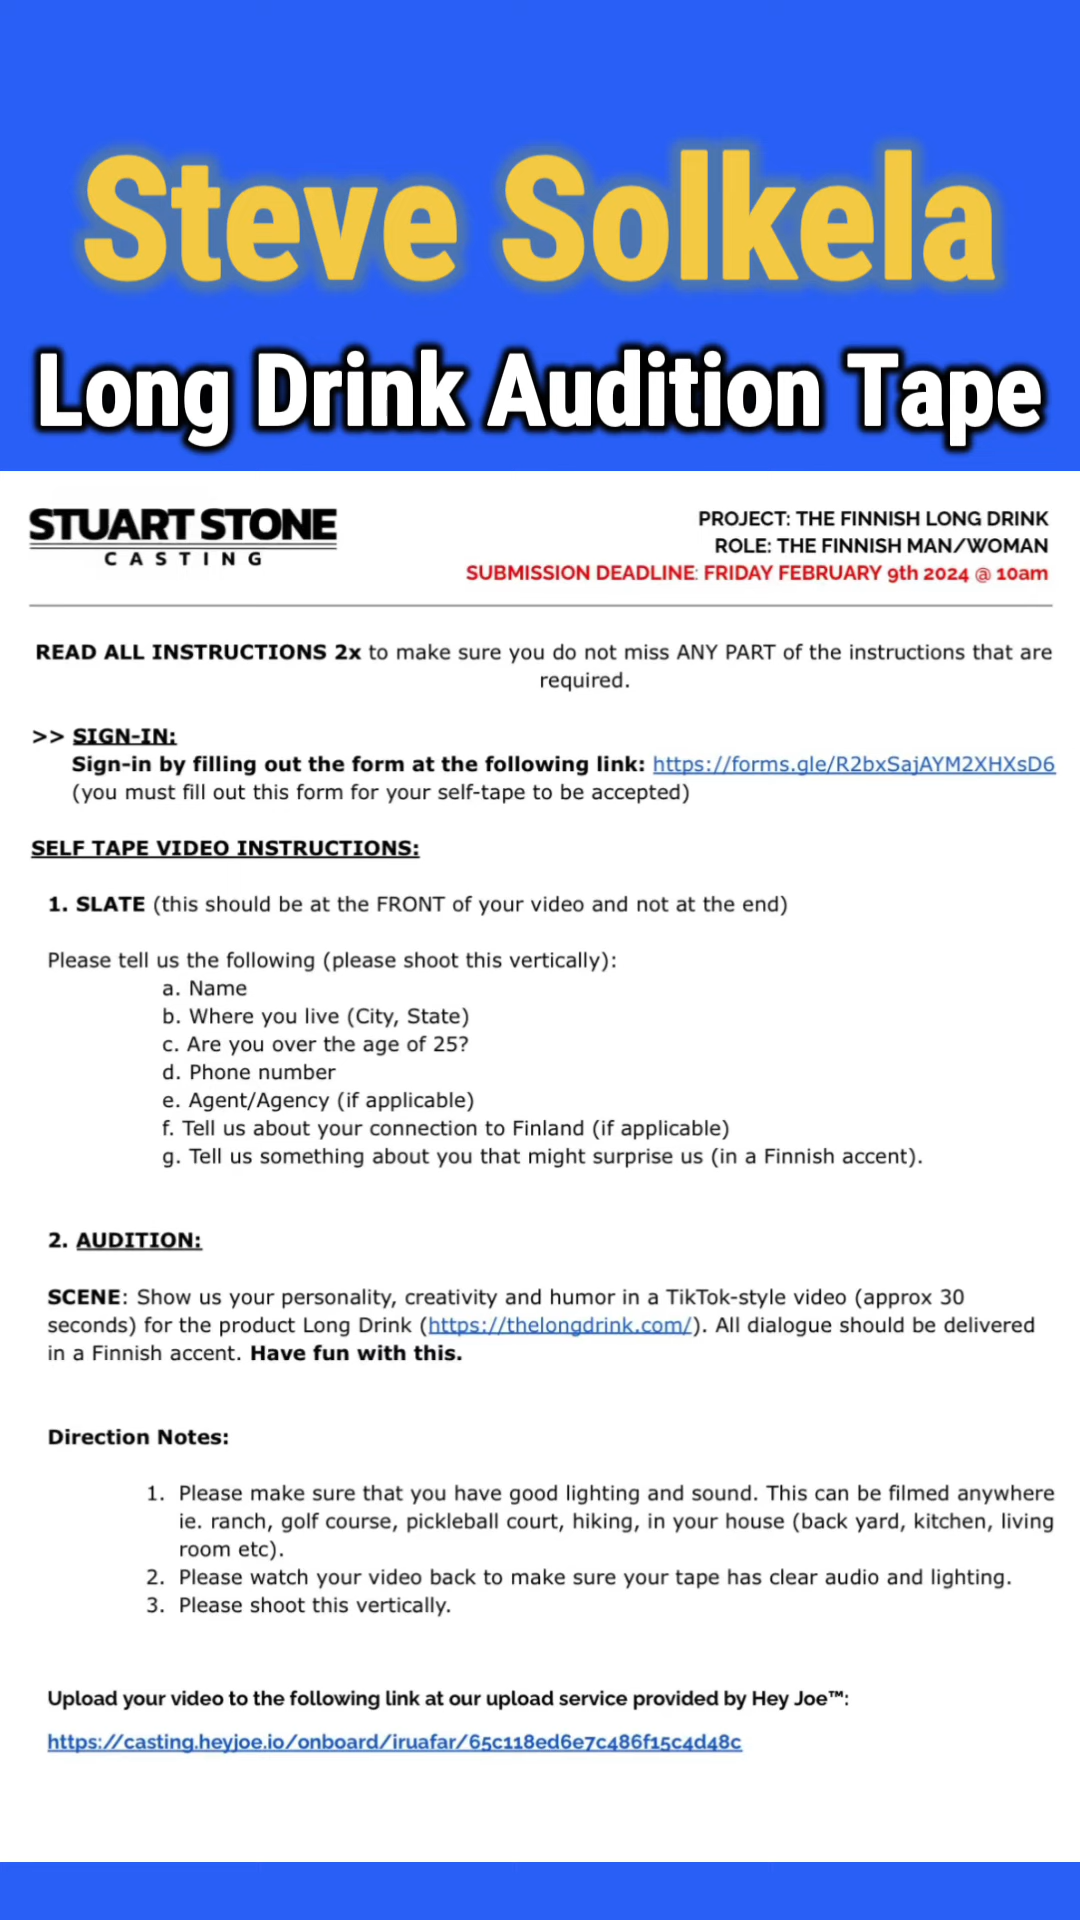 Steve Solkela
Long Drink Audition Tape
STUART STONE
CASTING
PROJECT: THE FINNISH LONG DRINK
ROLE: THE FINNISH MAN/WOMAN
SUBMISSION DEADLINE: FRIDAY FEBRUARY 9th 2024 @ 10am
READ ALL INSTRUCTIONS 2x to make sure you do not miss ANY PART of the instructions that are
required.
>> SIGN-IN:
Sign-in by filling out the form at the following link: https://forms.gle/R2bxSajAYM2XHXsD6
(you must fill out this form for your self-tape to be accepted)
SELF TAPE VIDEO INSTRUCTIONS:
1. SLATE (this should be at the FRONT of your video and not at the end)
Please tell us the following (please shoot this vertically):
a. Name
b. Where you live (City, State)
c. Are you over the age of 25?
d. Phone number
e. Agent/Agency (if applicable)
f. Tell us about your connection to Finland (if applicable)
g. Tell us something about you that might surprise us (in a Finnish accent).
2. AUDITION:
SCENE: Show us your personality, creativity and humor in a TikTok-style video (approx 30
seconds) for the product Long Drink (https://thelongdrink.com/). All dialogue should be delivered
in a Finnish accent. Have fun with this.
Direction Notes:
1. Please make sure that you have good lighting and sound. This can be filmed anywhere
ie. ranch, golf course, pickleball court, hiking, in your house (back yard, kitchen, living
room etc).
2. Please watch your video back to make sure your tape has clear audio and lighting.
3. Please shoot this vertically.
Upload your video to the following link at our upload service provided by Hey Joe™:
https://casting.heyjoe.io/onboard/iruafar/65c118ed6e7c486f15c4d48c